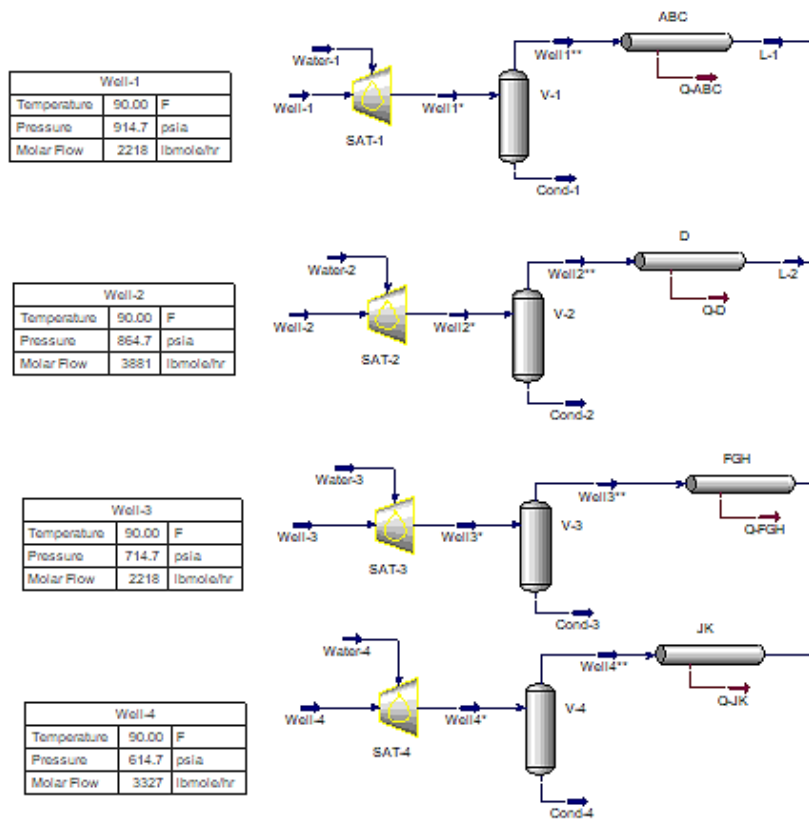 ABC
Water-1
Well1**
L-1
Q-ABC
Well-1
Temperature 90.00 F
Pressure 914.7 psia
Molar Flow 2218 lbmole/hr
Well-1
Well1*
V-1
SAT-1
Cond-1
D
Water-2
Well2**
L-2
Q-D
Well-2
Temperature 90.00 F
Pressure 864.7 psia
Molar Flow 3881 lbmole/hr
Well-2
Well2*
V-2
SAT-2
Cond-2
FGH
Water-3
Well3**
Q-FGH
Well-3
Temperature 90.00 F
Pressure 714.7 psia
Molar Flow 2218 lbmole/hr
Well-3
Well3*
V-3
SAT-3
Cond-3
JK
Water-4
Well4**
Q-JK
Well-4
Temperature 90.00 F
Pressure 614.7 psia
Molar Flow 3327 lbmole/hr
Well-4
Well4*
V-4
SAT-4
Cond-4